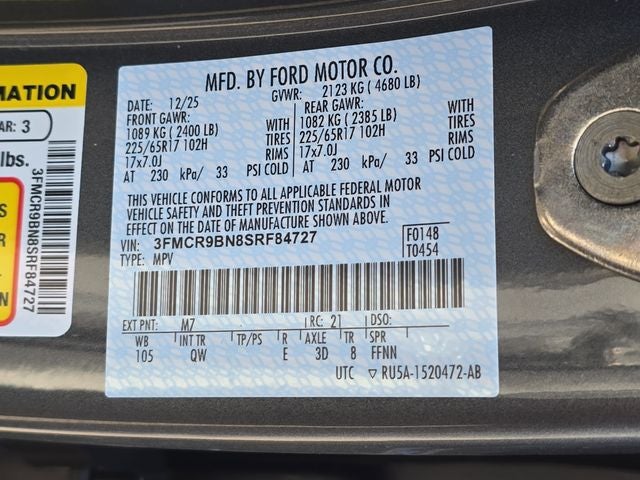 MATION
AR: 3
lbs.
3FMCR9BN8SRF84727
S
N
MFD. BY FORD MOTOR CO.
DATE: 12/25 GVWR: 2123 KG ( 4680 LB)
FRONT GAWR: REAR GAWR:
1089 KG ( 2400 LB) 1082 KG ( 2385 LB) WITH
225/65R17 102H 225/65R17 102H TIRES
17x7.0J 17x7.0J RIMS
WITH
TIRES
RIMS
AT 230 kPa/ 33 PSI COLD AT 230 kPa/ 33 PSI COLD
THIS VEHICLE CONFORMS TO ALL APPLICABLE FEDERAL MOTOR
VEHICLE SAFETY AND THEFT PREVENTION STANDARDS IN
EFFECT ON THE DATE OF MANUFACTURE SHOWN ABOVE.
VIN: 3FMCR9BN8SRF84727 F0148
TYPE: MPV T0454
EXT PNT: M7 RC: 21 DSO:
WB INT TR TP/PS R AXLE TR SPR
105 QW E 3D 8 FFNN
UTC ▽ RU5A-1520472-AB